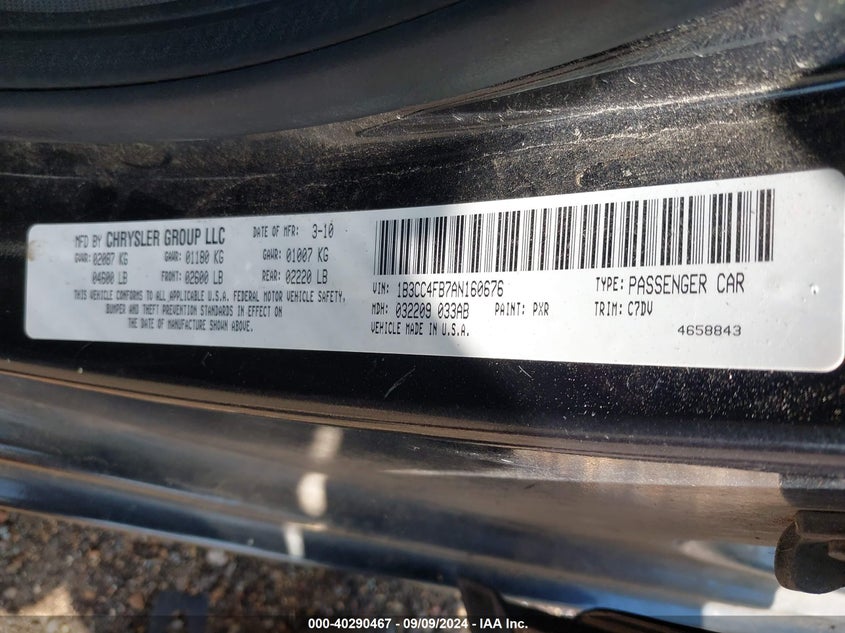 MFD BY CHRYSLER GROUP LLC DATE OF MFR: 3-10
GAWR: 02087 KG GAWR: 01180 KG GAWR: 01007 KG
04600 LB FRONT: 02600 LB REAR: 02220 LB
THIS VEHICLE CONFORMS TO ALL APPLICABLE U.S.A. FEDERAL MOTOR VEHICLE SAFETY,
BUMPER AND THEFT PREVENTION STANDARDS IN EFFECT ON
THE DATE OF MANUFACTURE SHOWN ABOVE.
VIN: 1B3CC4FB7AN160676 TYPE: PASSENGER CAR
MDH: 032209 033AB PAINT: PXR TRIM: C7DV
VEHICLE MADE IN U.S.A. 4658843
000-40290467 - 09/09/2024 - IAA Inc.